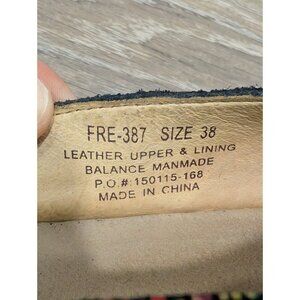 FRE-387 SIZE 38
LEATHER UPPER & LINING
BALANCE MANMADE
P.O.#:150115-168
MADE IN CHINA